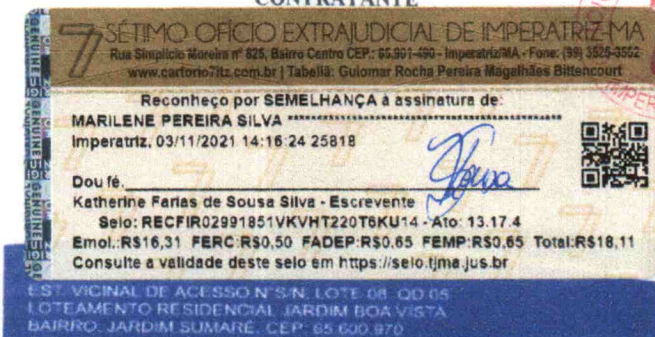 CONTRATANTE
7 SÉTIMO OFÍCIO EXTRAJUDICIAL DE IMPERATRIZ-MA
Rua Simplício Moreira nº 825, Bairro Centro CEP.: 65.901-490 - Imperatriz/MA - Fone: (99) 3525-3552
www.cartorio7itz.com.br | Tabeliã: Guiomar Rocha Pereira Magalhães Bittencourt
Reconheço por SEMELHANÇA a assinatura de:
MARILENE PEREIRA SILVA
Imperatriz, 03/11/2021 14:16:24 25818
Dou fé.
Katherine Farias de Sousa Silva - Escrevente
Selo: RECFIR02991851VKVHT220T6KU14 - Ato: 13.17.4
Emol.:R$16,31 FERC:R$0,50 FADEP:R$0,65 FEMP:R$0,65 Total:R$18,11
Consulte a validade deste selo em https://selo.tjma.jus.br
EST. VICINAL DE ACESSO N°S/N, LOTE 08 QD 05
LOTEAMENTO RESIDENCIAL JARDIM BOA VISTA
BAIRRO: JARDIM SUMARÉ, CEP: 65.600.970
GENUINE